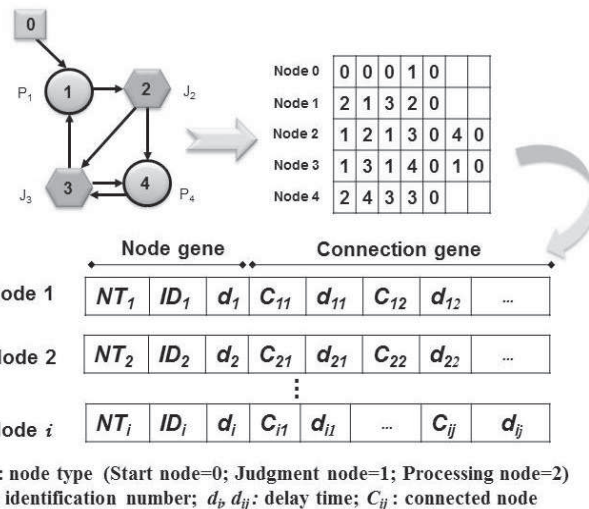 0
P1 1 2 J2
J3 3 4 P4
Node 0 0 0 0 1 0
Node 1 2 1 3 2 0
Node 2 1 2 1 3 0 4 0
Node 3 1 3 1 4 0 1 0
Node 4 2 4 3 3 0
Node gene Connection gene
ode 1 NT1 ID1 d1 C11 d11 C12 d12 ...
ode 2 NT2 ID2 d2 C21 d21 C22 d22 ...
⋮
ode i NTi IDi di Ci1 di1 ... Cij dij
: node type (Start node=0; Judgment node=1; Processing node=2)
identification number; di, dij: delay time; Cij : connected node